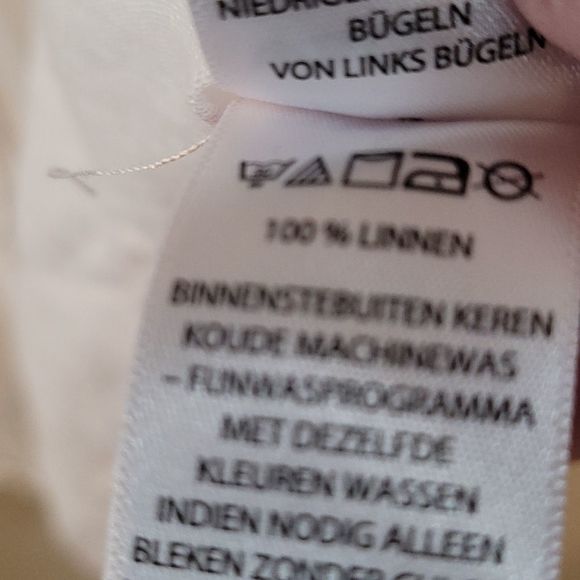 BÜGELN
VON LINKS BÜGELN
100 % LINNEN
BINNENSTEBUITEN KEREN
KOUDE MACHINEWAS
– FIJNWASPROGRAMMA
MET DEZELFDE
KLEUREN WASSEN
INDIEN NODIG ALLEEN
BLEKEN ZONDER